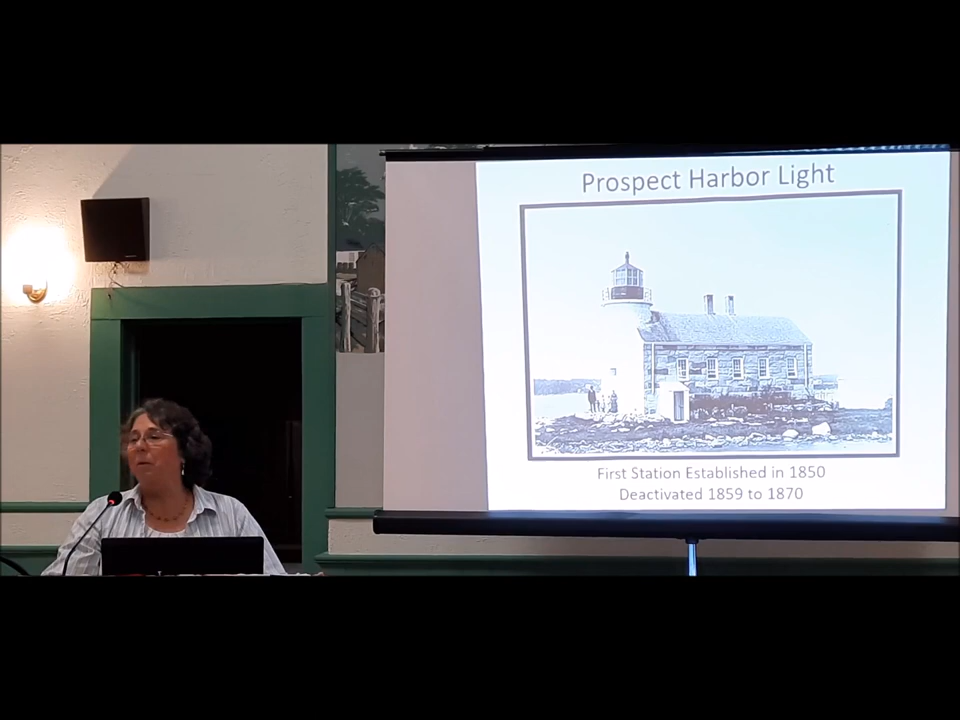 Prospect Harbor Light
First Station Established in 1850
Deactivated 1859 to 1870